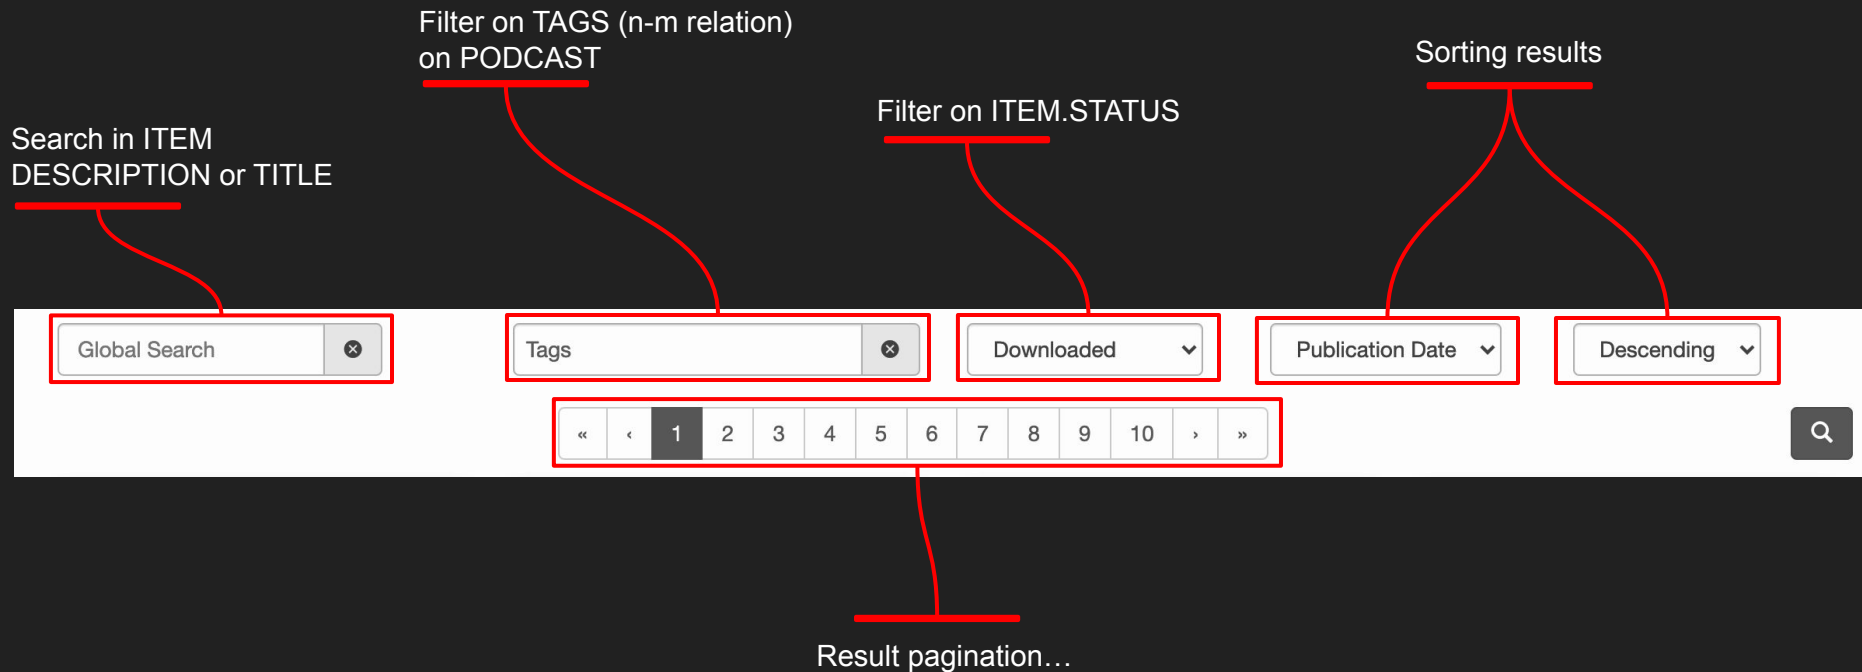 Filter on TAGS (n-m relation)
on PODCAST
Sorting results
Filter on ITEM.STATUS
Search in ITEM
DESCRIPTION or TITLE
Global Search
Tags
Downloaded
Publication Date
Descending
« ‹ 1 2 3 4 5 6 7 8 9 10 › »
Result pagination…